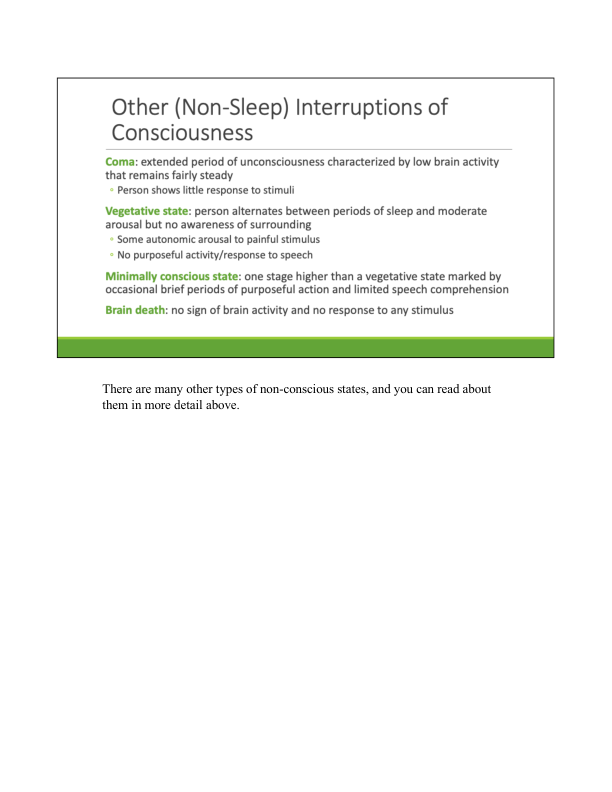 Other (Non-Sleep) Interruptions of
Consciousness
Coma: extended period of unconsciousness characterized by low brain activity
that remains fairly steady
• Person shows little response to stimuli
Vegetative state: person alternates between periods of sleep and moderate
arousal but no awareness of surrounding
• Some autonomic arousal to painful stimulus
• No purposeful activity/response to speech
Minimally conscious state: one stage higher than a vegetative state marked by
occasional brief periods of purposeful action and limited speech comprehension
Brain death: no sign of brain activity and no response to any stimulus
There are many other types of non-conscious states, and you can read about
them in more detail above.